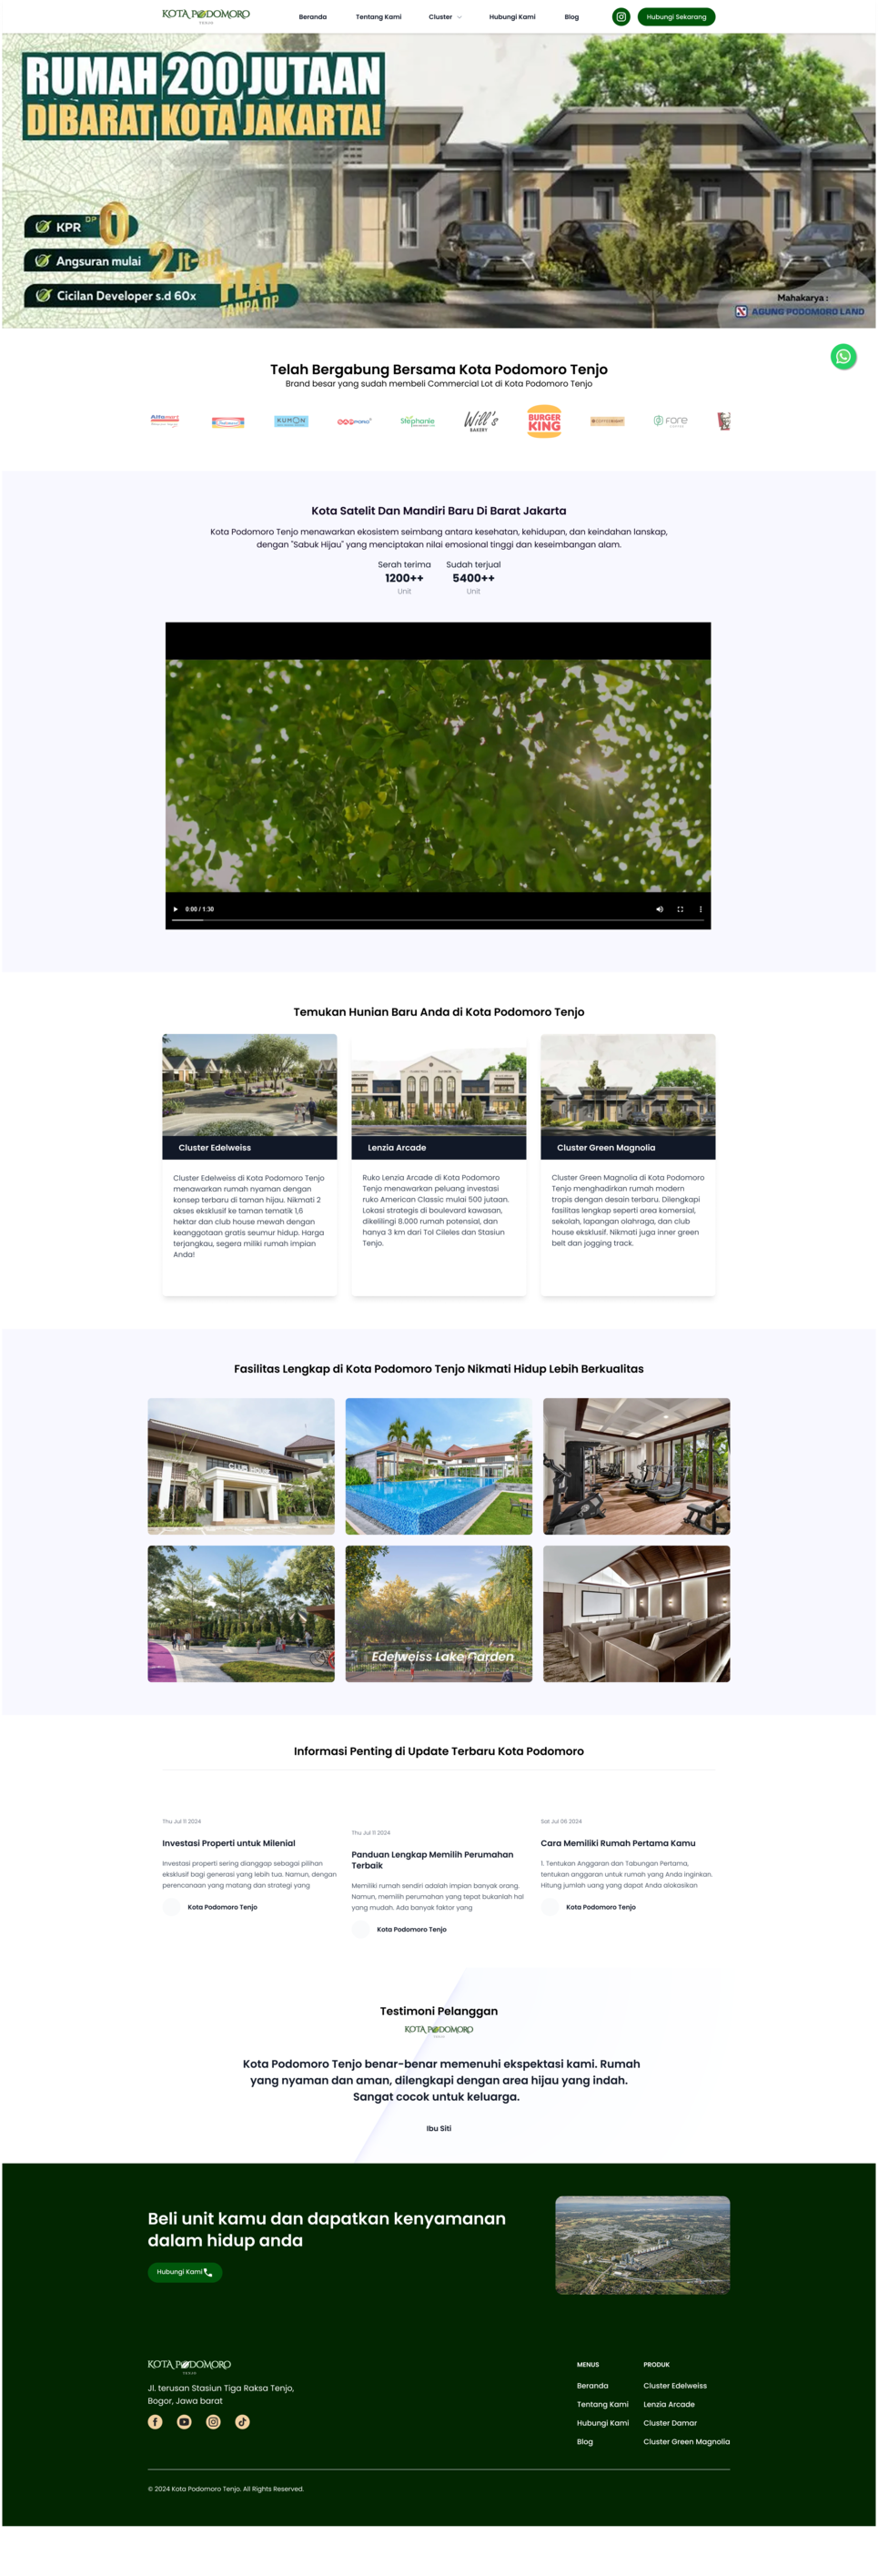 KOTA PODOMORO
TENJO
Beranda
Tentang Kami
Cluster
Hubungi Kami
Blog
Hubungi Sekarang
RUMAH 200 JUTAAN
DIBARAT KOTA JAKARTA!
KPR DP 0
Angsuran mulai 2 Jt-an
Cicilan Developer s.d 60x FLAT
TANPA DP
Mahakarya :
AGUNG PODOMORO LAND
Telah Bergabung Bersama Kota Podomoro Tenjo
Brand besar yang sudah membeli Commercial Lot di Kota Podomoro Tenjo
Alfamart
KUMON
Stephanie
Will's
BAKERY
BURGER
KING
FORE
Kota Satelit Dan Mandiri Baru Di Barat Jakarta
Kota Podomoro Tenjo menawarkan ekosistem seimbang antara kesehatan, kehidupan, dan keindahan lanskap,
dengan "Sabuk Hijau" yang menciptakan nilai emosional tinggi dan keseimbangan alam.
Serah terima
1200++
Unit
Sudah terjual
5400++
Unit
0:00 / 1:30
Temukan Hunian Baru Anda di Kota Podomoro Tenjo
Cluster Edelweiss
Cluster Edelweiss di Kota Podomoro Tenjo
menawarkan rumah nyaman dengan
konsep terbaru di taman hijau. Nikmati 2
akses eksklusif ke taman tematik 1,6
hektar dan club house mewah dengan
keanggotaan gratis seumur hidup. Harga
terjangkau, segera miliki rumah impian
Anda!
Lenzia Arcade
Ruko Lenzia Arcade di Kota Podomoro
Tenjo menawarkan peluang investasi
ruko American Classic mulai 500 jutaan.
Lokasi strategis di boulevard kawasan,
dikelilingi 8.000 rumah potensial, dan
hanya 3 km dari Tol Cileles dan Stasiun
Tenjo.
Cluster Green Magnolia
Cluster Green Magnolia di Kota Podomoro
Tenjo menghadirkan rumah modern
tropis dengan desain terbaru. Dilengkapi
fasilitas lengkap seperti area komersial,
sekolah, lapangan olahraga, dan club
house eksklusif. Nikmati juga inner green
belt dan jogging track.
Fasilitas Lengkap di Kota Podomoro Tenjo Nikmati Hidup Lebih Berkualitas
Edelweiss Lake Garden
Informasi Penting di Update Terbaru Kota Podomoro
Thu Jul 11 2024
Investasi Properti untuk Milenial
Investasi properti sering dianggap sebagai pilihan
eksklusif bagi generasi yang lebih tua. Namun, dengan
perencanaan yang matang dan strategi yang
Kota Podomoro Tenjo
Thu Jul 11 2024
Panduan Lengkap Memilih Perumahan
Terbaik
Memiliki rumah sendiri adalah impian banyak orang.
Namun, memilih perumahan yang tepat bukanlah hal
yang mudah. Ada banyak faktor yang
Kota Podomoro Tenjo
Sat Jul 06 2024
Cara Memiliki Rumah Pertama Kamu
1. Tentukan Anggaran dan Tabungan Pertama,
tentukan anggaran untuk rumah yang Anda inginkan.
Hitung jumlah uang yang dapat Anda alokasikan
Kota Podomoro Tenjo
Testimoni Pelanggan
KOTA PODOMORO
TENJO
Kota Podomoro Tenjo benar-benar memenuhi ekspektasi kami. Rumah
yang nyaman dan aman, dilengkapi dengan area hijau yang indah.
Sangat cocok untuk keluarga.
Ibu Siti
Beli unit kamu dan dapatkan kenyamanan
dalam hidup anda
Hubungi Kami
KOTA PODOMORO
TENJO
Jl. terusan Stasiun Tiga Raksa Tenjo,
Bogor, Jawa barat
MENUS
Beranda
Tentang Kami
Hubungi Kami
Blog
PRODUK
Cluster Edelweiss
Lenzia Arcade
Cluster Damar
Cluster Green Magnolia
© 2024 Kota Podomoro Tenjo. All Rights Reserved.